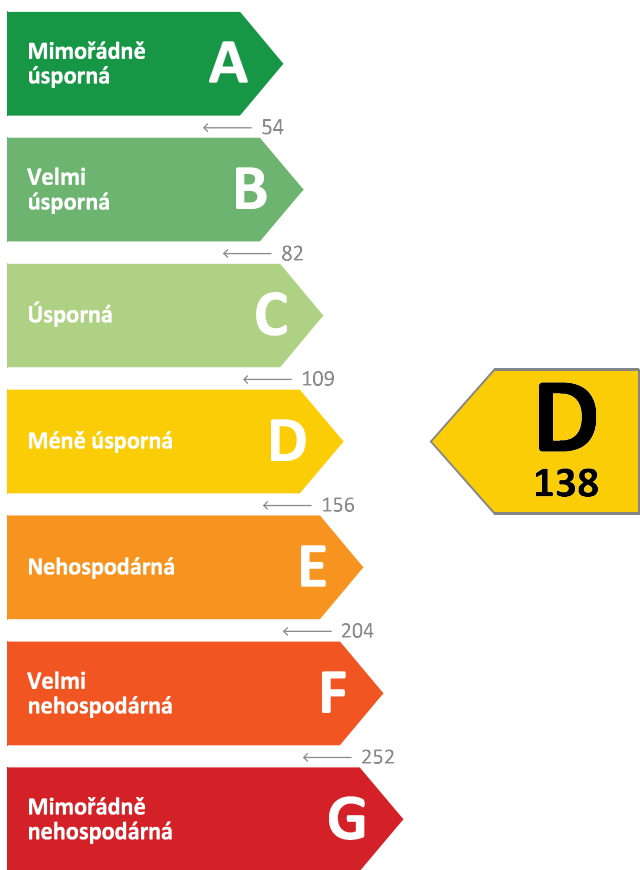 Mimořádně
úsporná
A
54
Velmi
úsporná
B
82
Úsporná
C
109
Méně úsporná
D
156
D
138
Nehospodárná
E
204
Velmi
nehospodárná
F
252
Mimořádně
nehospodárná
G